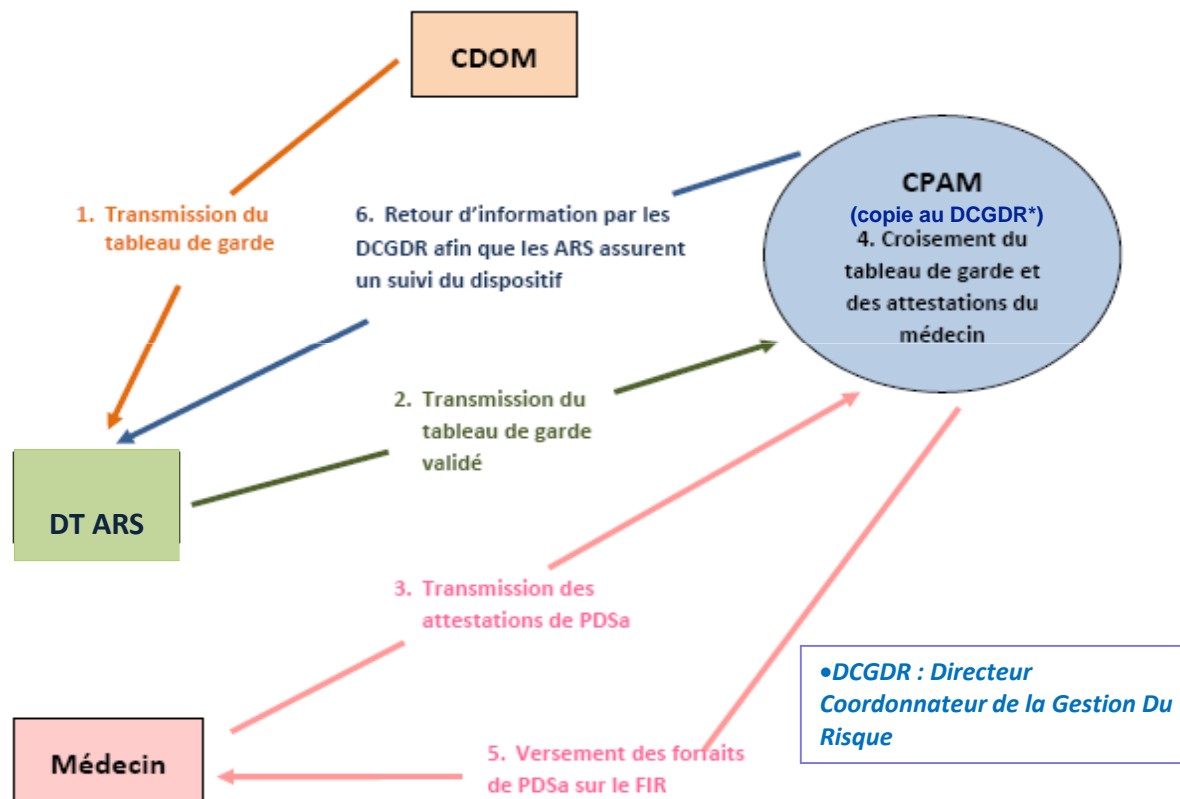 CDOM
1. Transmission du
tableau de garde
6. Retour d'information par les
DCGDR afin que les ARS assurent
un suivi du dispositif
CPAM
(copie au DCGDR*)
4. Croisement du
tableau de garde et
des attestations du
médecin
2. Transmission du
tableau de garde
validé
DT ARS
3. Transmission des
attestations de PDSa
•DCGDR : Directeur
Coordonnateur de la Gestion Du
Risque
Médecin
5. Versement des forfaits
de PDSa sur le FIR